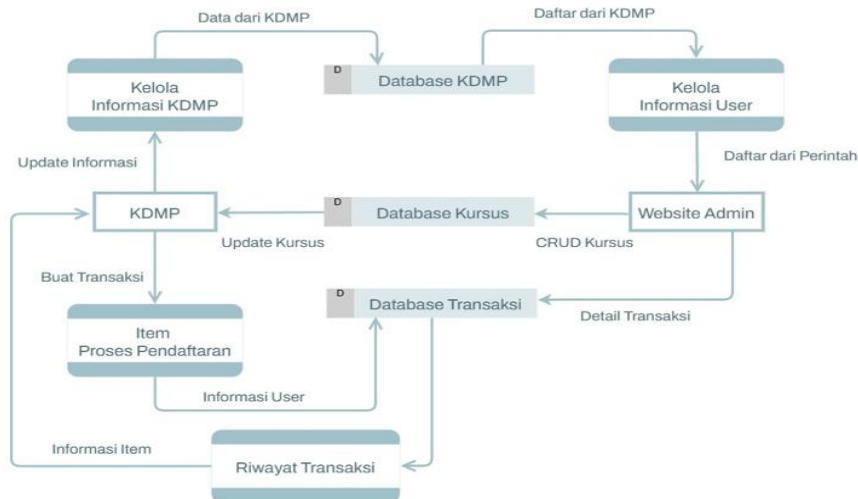 Data dari KDMP
Daftar dari KDMP
Kelola
Informasi KDMP
D
Database KDMP
Kelola
Informasi User
Update Informasi
Daftar dari Perintah
KDMP
D
Database Kursus
Website Admin
Update Kursus
CRUD Kursus
Buat Transaksi
D
Database Transaksi
Detail Transaksi
Item
Proses Pendaftaran
Informasi User
Informasi Item
Riwayat Transaksi